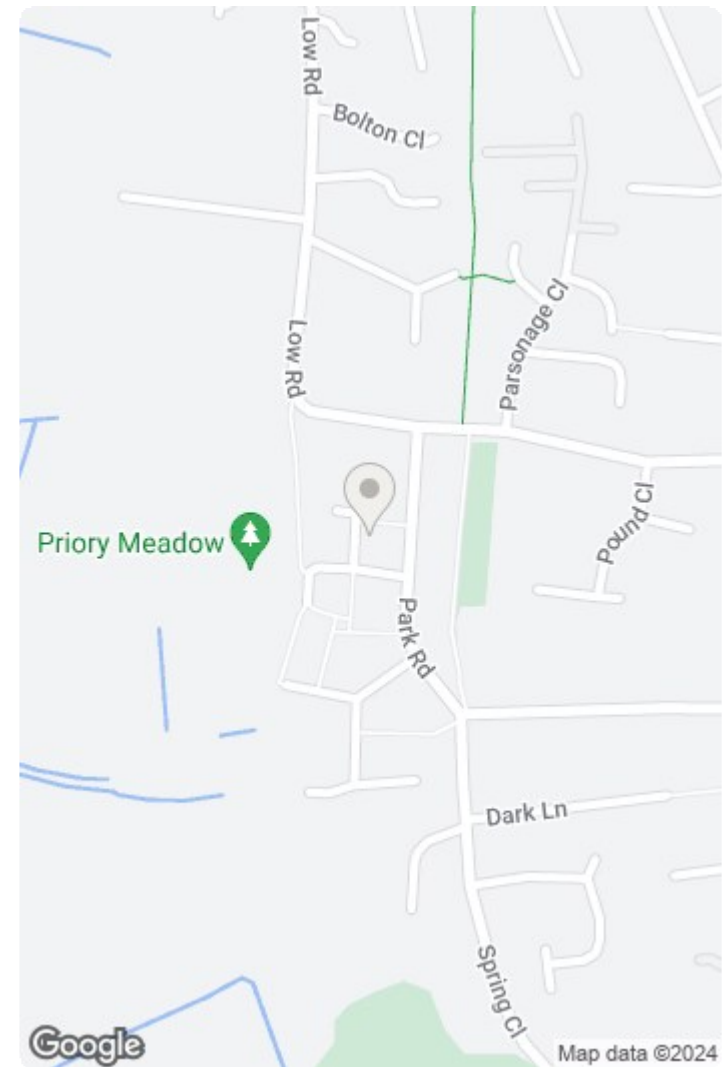 Low Rd
Bolton Cl
Parsonage Cl
Low Rd
Pound Cl
Priory Meadow
Park Rd
Dark Ln
Spring Cl
Google
Map data ©2024